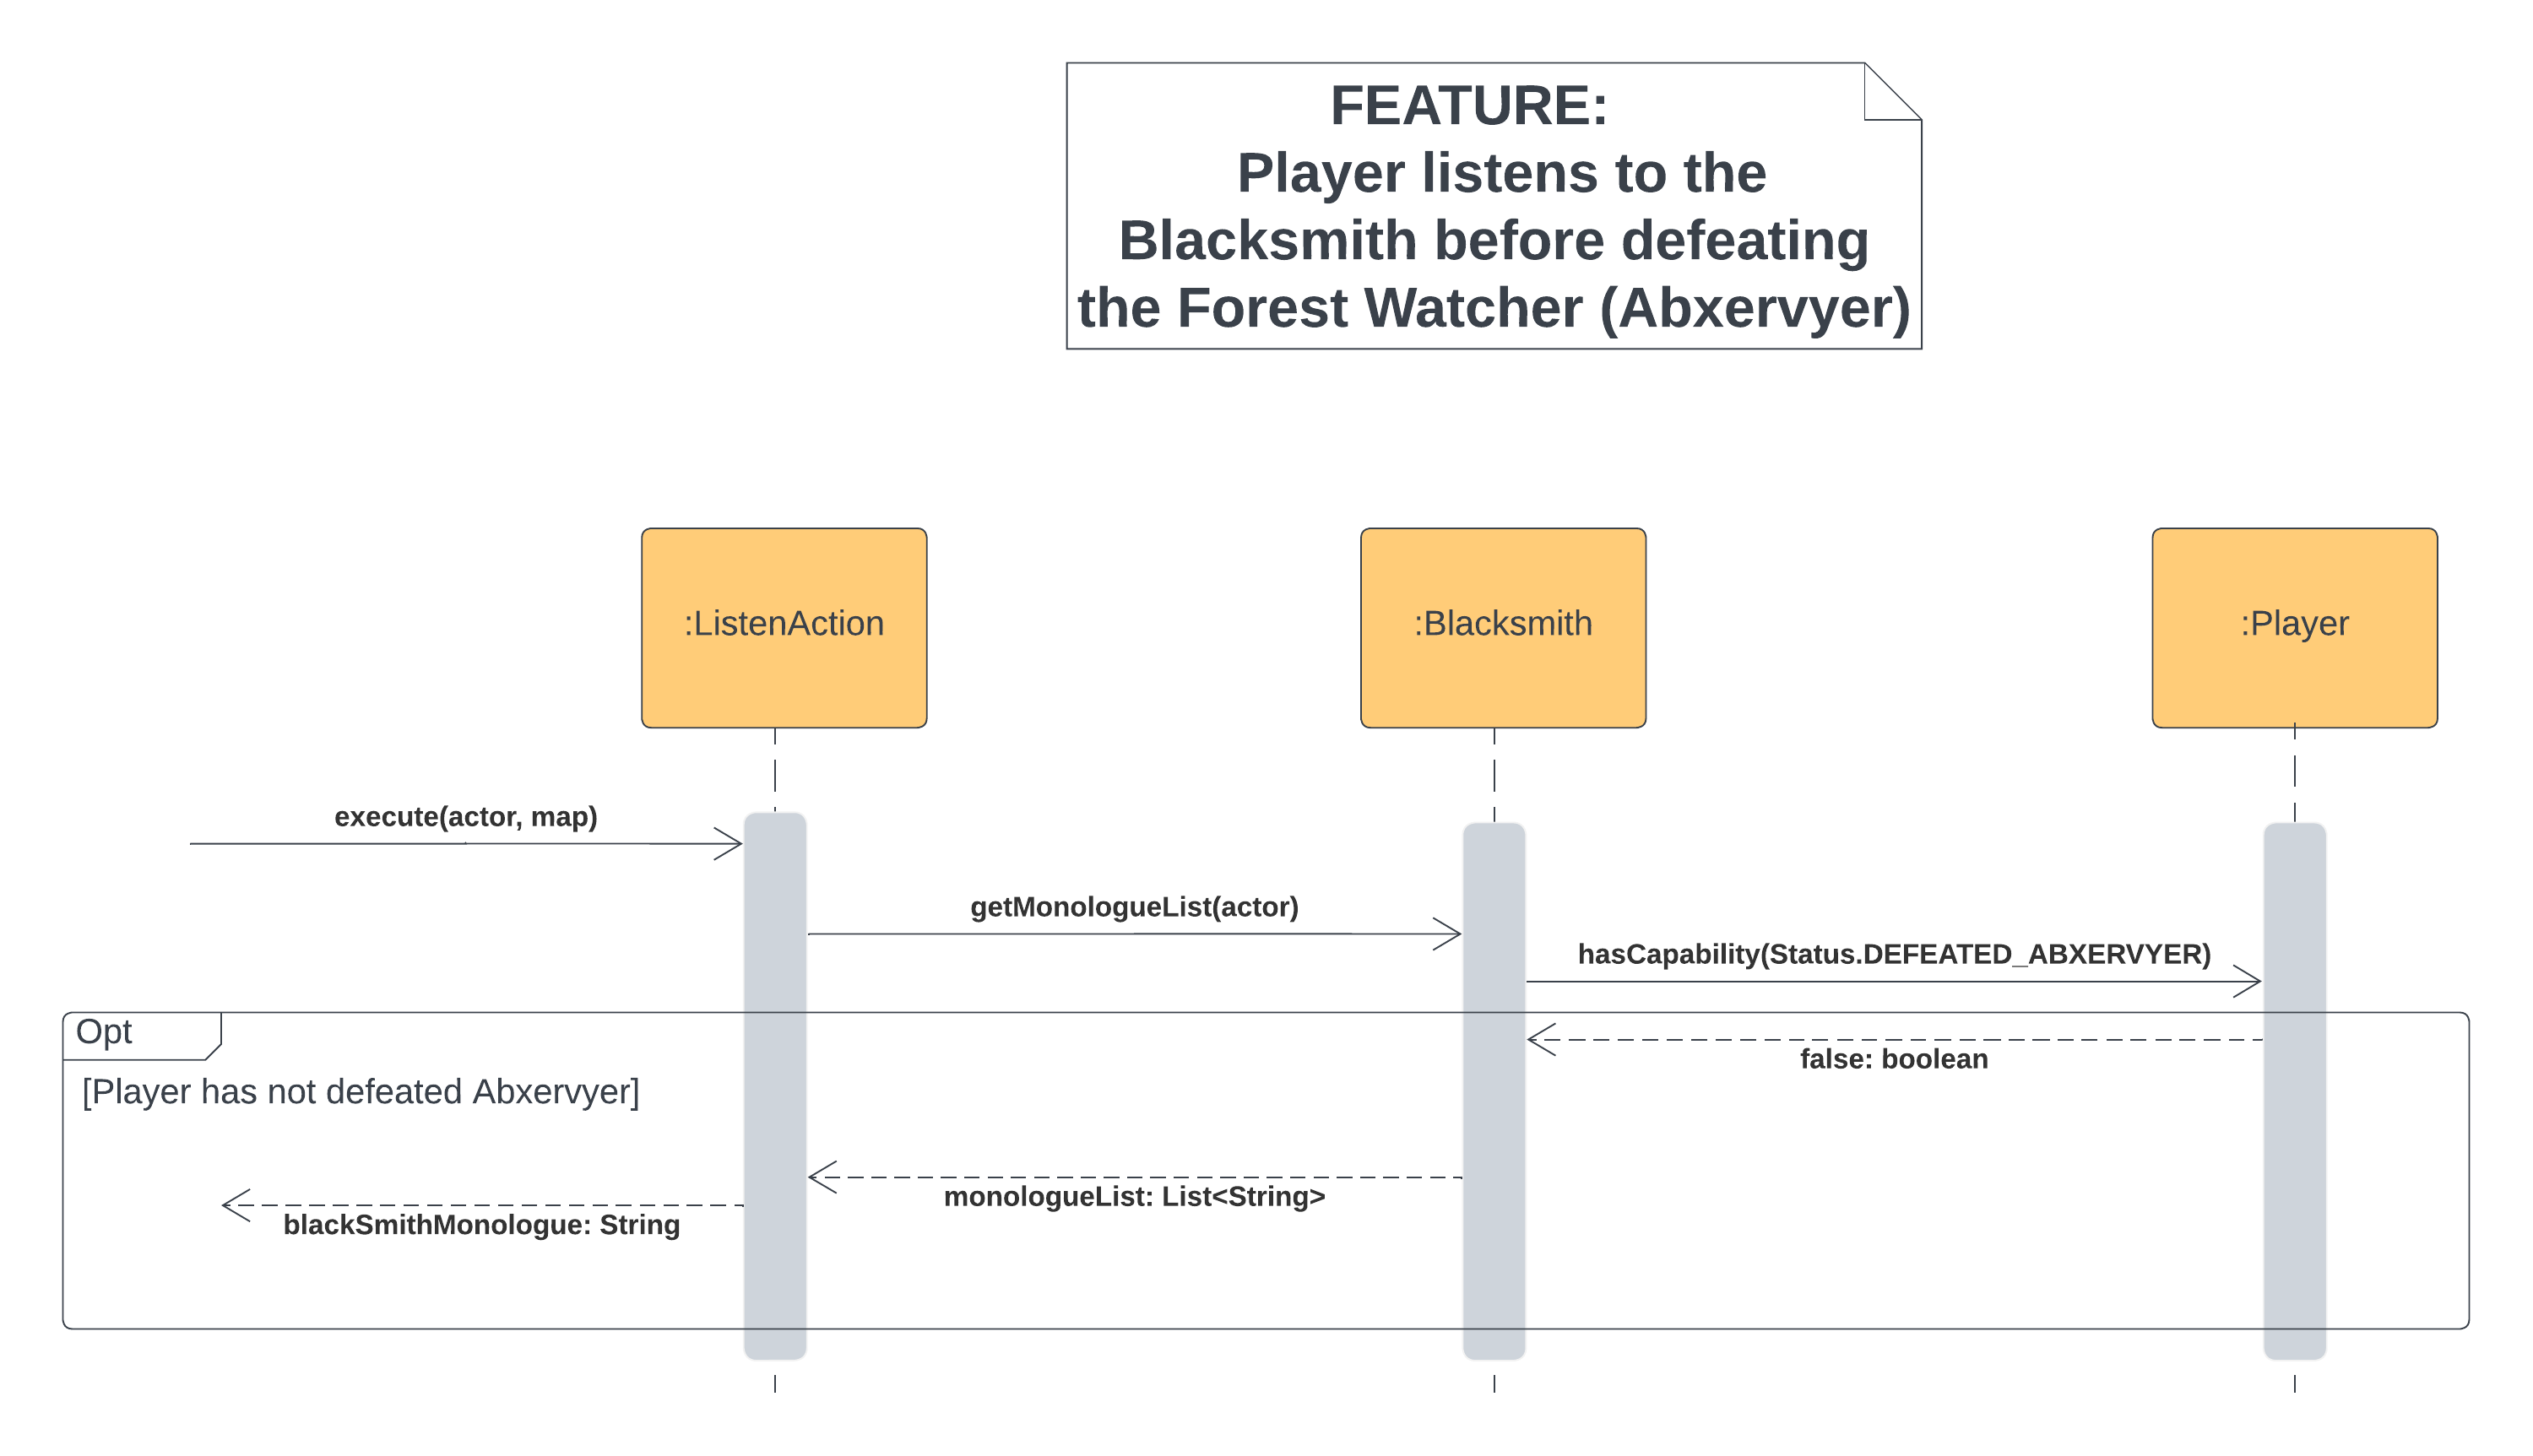 FEATURE:
Player listens to the
Blacksmith before defeating
the Forest Watcher (Abxervyer)
:ListenAction
:Blacksmith
:Player
execute(actor, map)
getMonologueList(actor)
hasCapability(Status.DEFEATED_ABXERVYER)
Opt
false: boolean
[Player has not defeated Abxervyer]
monologueList: List<String>
blackSmithMonologue: String